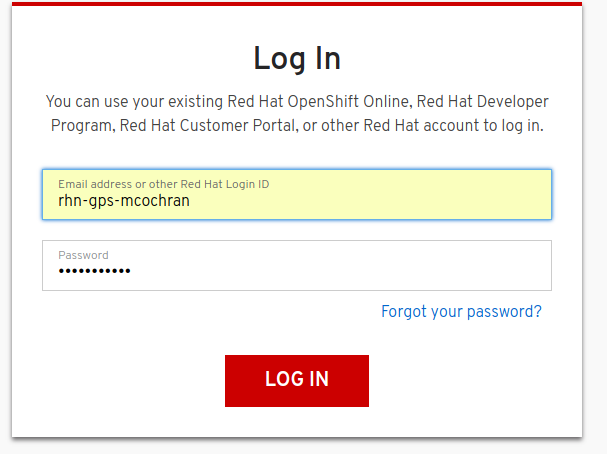 Log In
You can use your existing Red Hat OpenShift Online, Red Hat Developer
Program, Red Hat Customer Portal, or other Red Hat account to log in.
Email address or other Red Hat Login ID
rhn-gps-mcochran
Password
•••••••••••
Forgot your password?
LOG IN